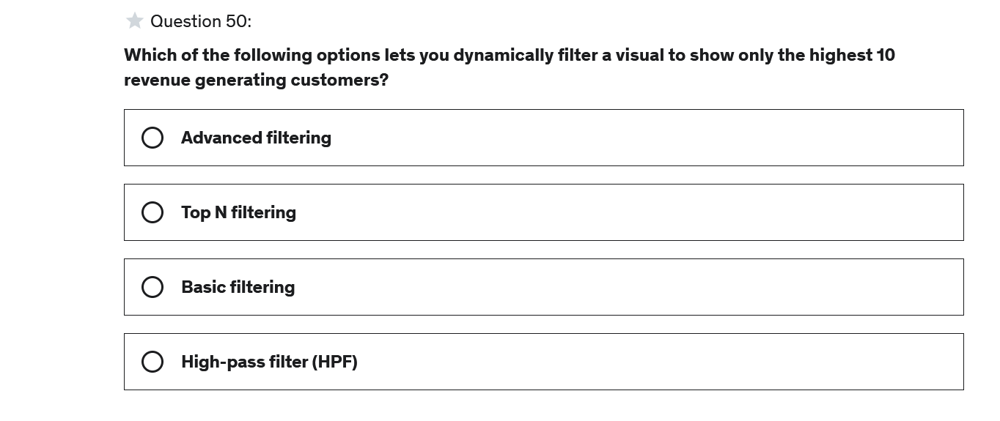 Question 50:
Which of the following options lets you dynamically filter a visual to show only the highest 10
revenue generating customers?
Advanced filtering
Top N filtering
Basic filtering
High-pass filter (HPF)